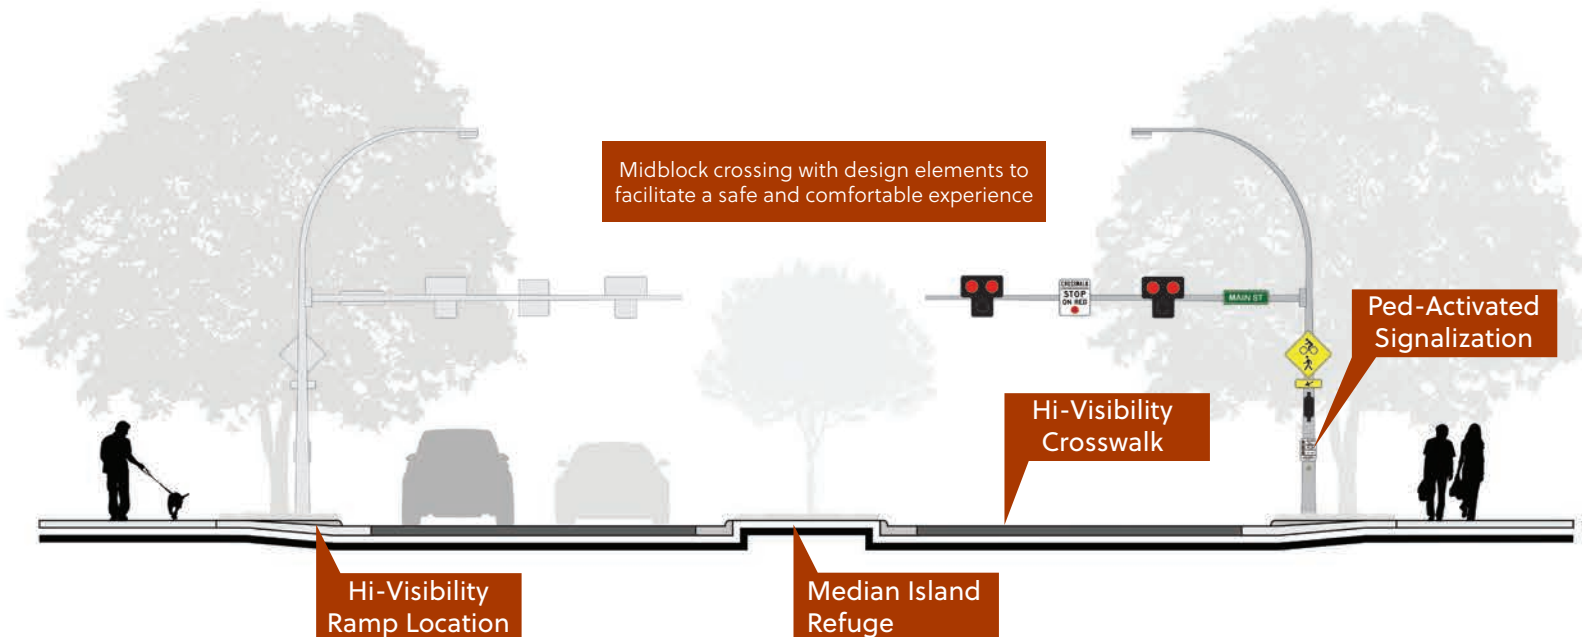 Midblock crossing with design elements to
facilitate a safe and comfortable experience
CROSSWALK
STOP
ON RED
MAIN ST
Ped-Activated
Signalization
Hi-Visibility
Crosswalk
Hi-Visibility
Ramp Location
Median Island
Refuge